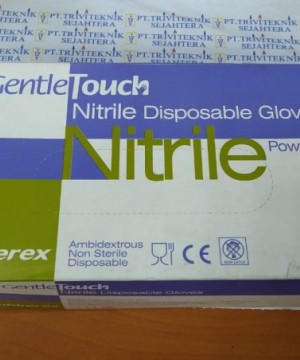 PT.TRIVITEKNIK SEJAHTERA
GentleTouch
Nitrile Disposable Glov
Nitrile
Pow
erex
Ambidextrous
Non Sterile
Disposable
CE
GentleTouch
Nitrile Disposable Gloves